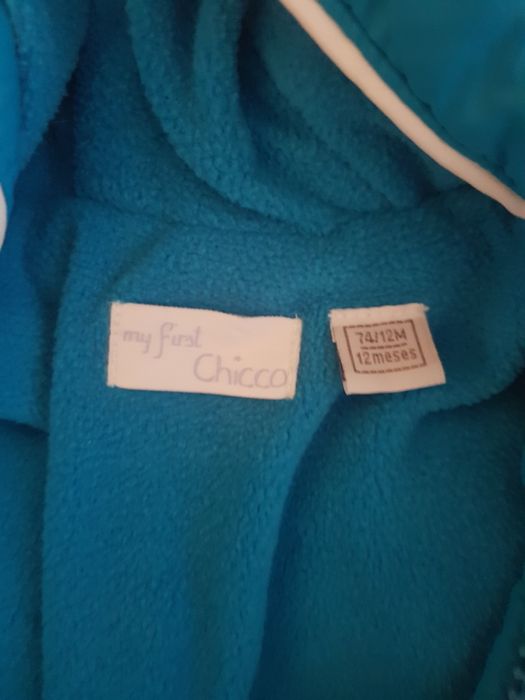 my first
Chicco
74/12M
12meses